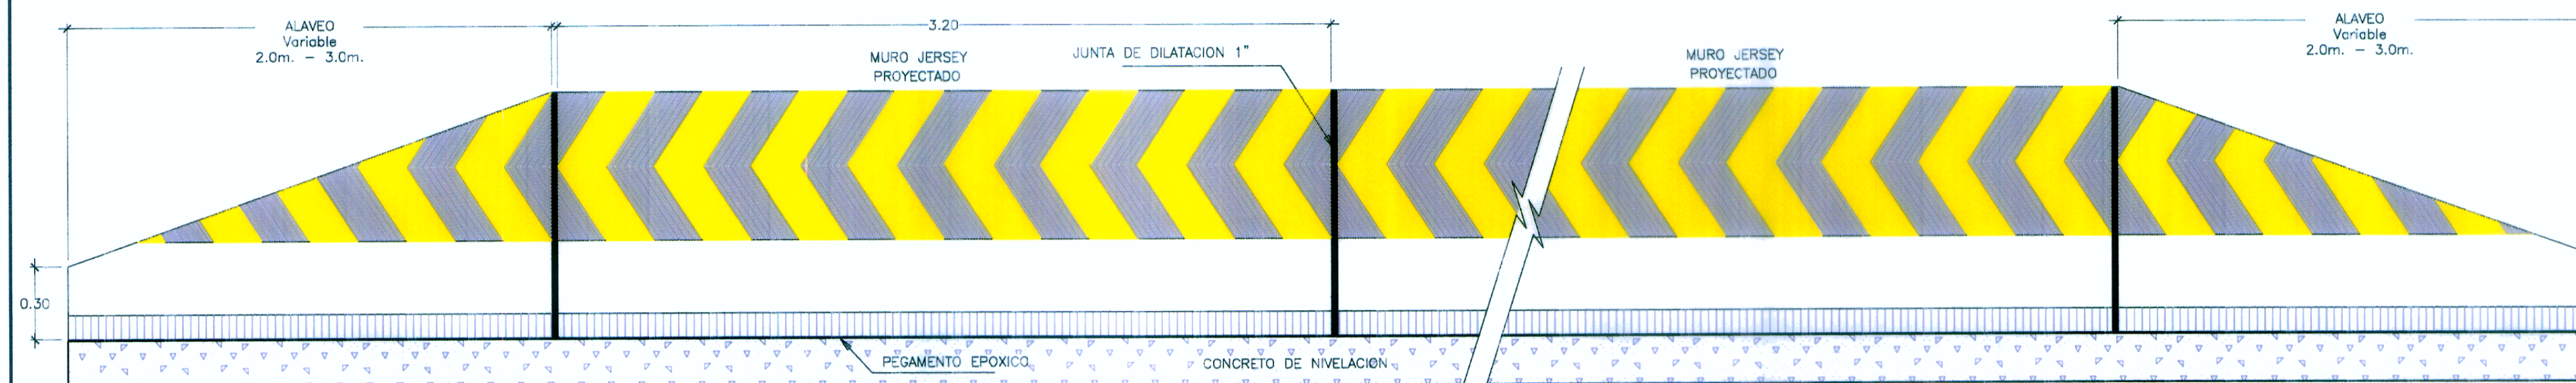 ALAVEO
Variable
2.0m. – 3.0m.
3.20
MURO JERSEY
PROYECTADO
JUNTA DE DILATACION 1"
MURO JERSEY
PROYECTADO
ALAVEO
Variable
2.0m. – 3.0m.
0.30
PEGAMENTO EPOXICO
CONCRETO DE NIVELACIÓN